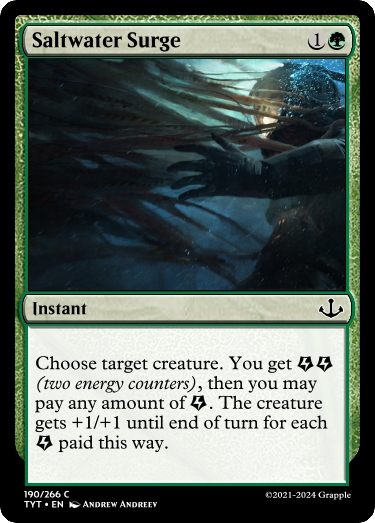 Saltwater Surge 1
Instant
Choose target creature. You get
(two energy counters), then you may
pay any amount of . The creature
gets +1/+1 until end of turn for each
paid this way.
190/266 C
TYT • EN Andrew Andreev
©2021-2024 Grapple